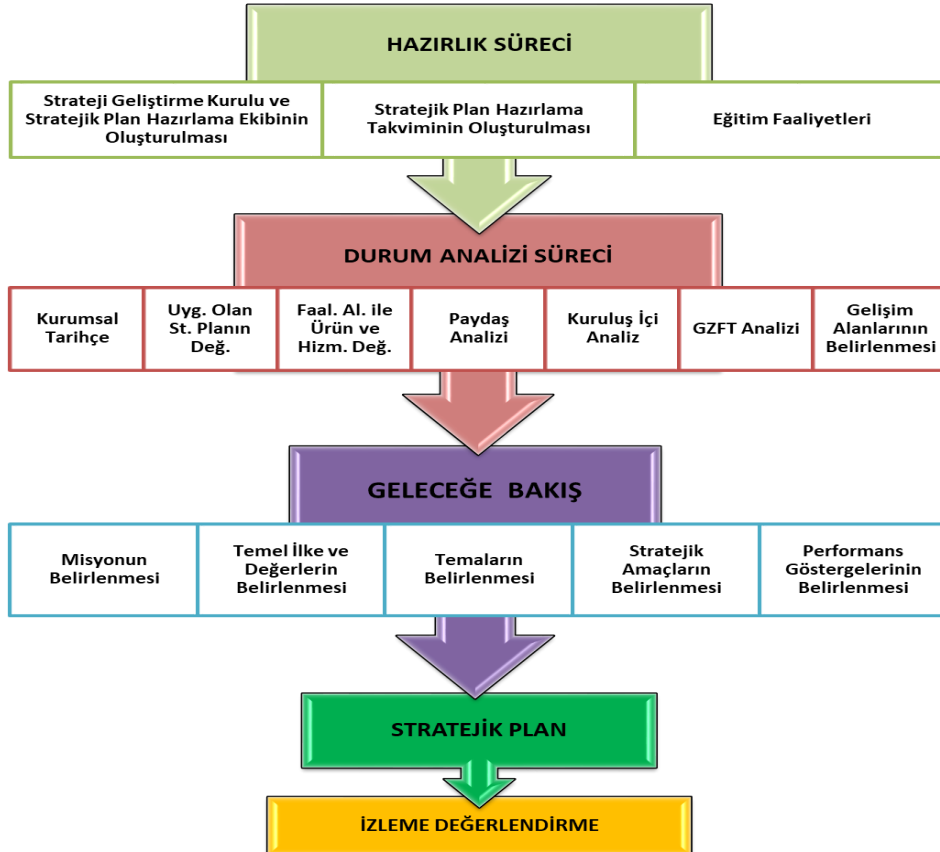 HAZIRLIK SÜRECİ
Strateji Geliştirme Kurulu ve
Stratejik Plan Hazırlama Ekibinin
Oluşturulması
Stratejik Plan Hazırlama
Takviminin Oluşturulması
Eğitim Faaliyetleri
DURUM ANALİZİ SÜRECİ
Kurumsal
Tarihçe
Uyg. Olan
St. Planın
Değ.
Faal. Al. ile
Ürün ve
Hizm. Değ.
Paydaş
Analizi
Kuruluş İçi
Analiz
GZFT Analizi
Gelişim
Alanlarının
Belirlenmesi
GELECEĞE BAKIŞ
Misyonun
Belirlenmesi
Temel İlke ve
Değerlerin
Belirlenmesi
Temaların
Belirlenmesi
Stratejik
Amaçların
Belirlenmesi
Performans
Göstergelerinin
Belirlenmesi
STRATEJİK PLAN
İZLEME DEĞERLENDİRME